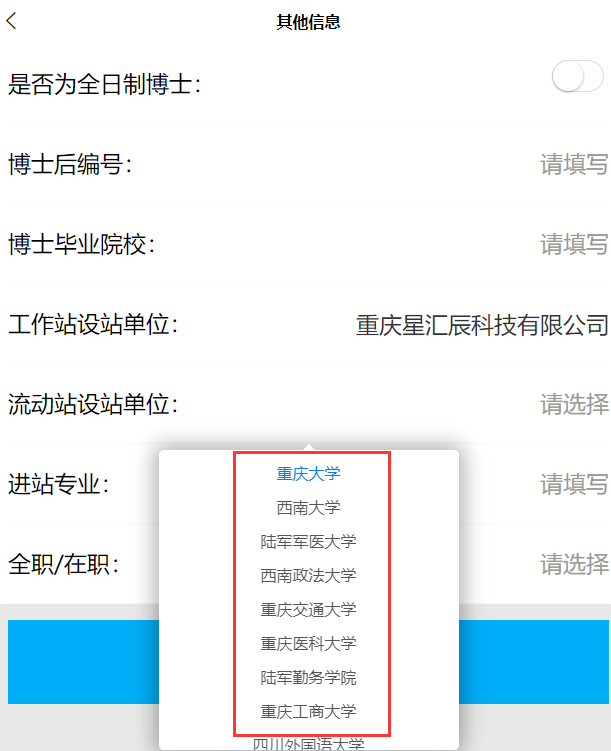 其他信息
是否为全日制博士：
博士后编号：
请填写
博士毕业院校：
请填写
工作站设站单位：
重庆星汇辰科技有限公司
流动站设站单位：
请选择
进站专业：
请填写
全职/在职：
请选择
重庆大学
西南大学
陆军军医大学
西南政法大学
重庆交通大学
重庆医科大学
陆军勤务学院
重庆工商大学
四川外国语大学